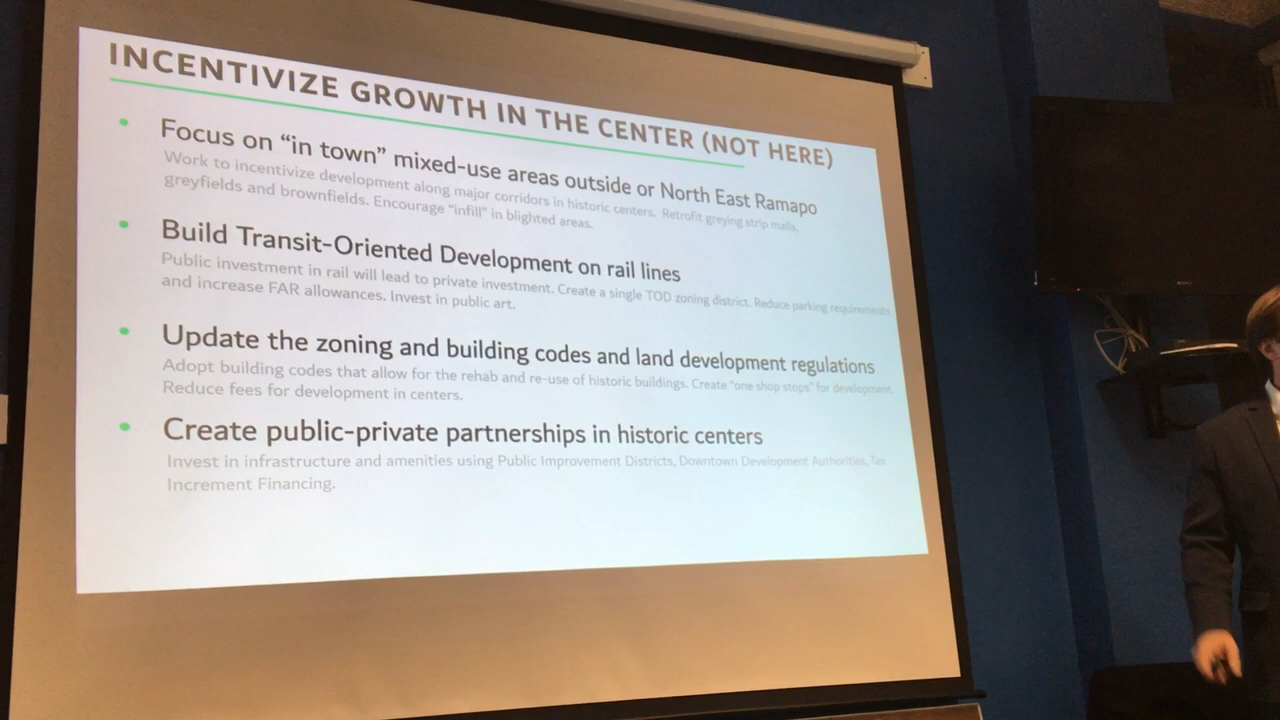 INCENTIVIZE GROWTH IN THE CENTER (NOT HERE)
• Focus on “in town” mixed-use areas outside or North East Ramapo
Work to incentivize development along major corridors in historic centers. Retrofit greying strip malls,
greyfields and brownfields. Encourage “infill” in blighted areas.
• Build Transit-Oriented Development on rail lines
Public investment in rail will lead to private investment. Create a single TOD zoning district. Reduce parking requirements
and increase FAR allowances. Invest in public art.
• Update the zoning and building codes and land development regulations
Adopt building codes that allow for the rehab and re-use of historic buildings. Create “one shop stops” for development.
Reduce fees for development in centers.
• Create public-private partnerships in historic centers
Invest in infrastructure and amenities using Public Improvement Districts, Downtown Development Authorities, Tax
Increment Financing.
SONY